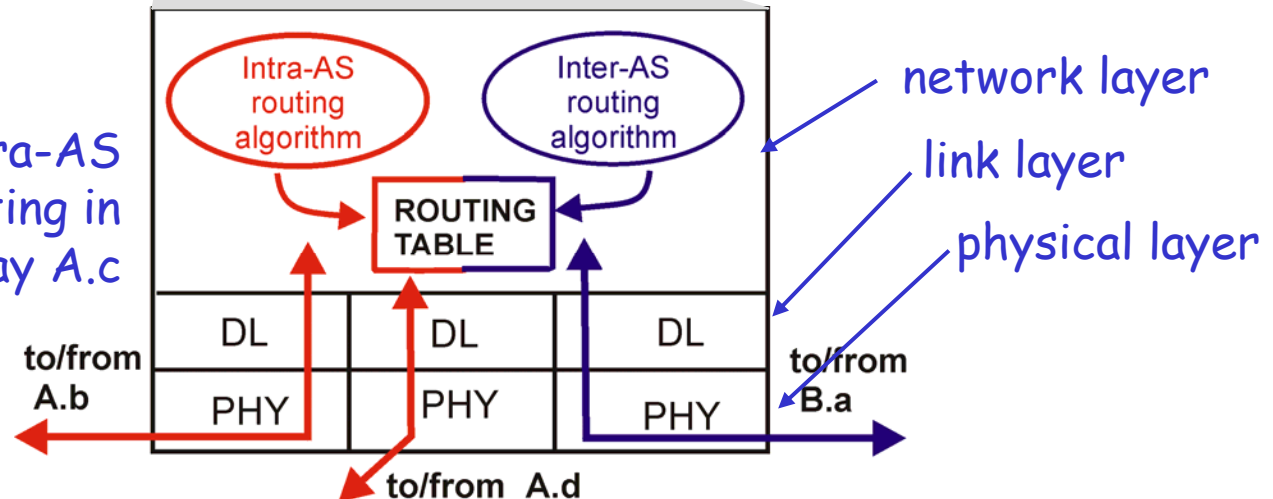 Intra-AS
routing
algorithm
Inter-AS
routing
algorithm
network layer
link layer
physical layer
ra-AS
ting in
ay A.c
ROUTING
TABLE
DL
DL
DL
PHY
PHY
PHY
to/from
A.b
to/from
B.a
to/from A.d